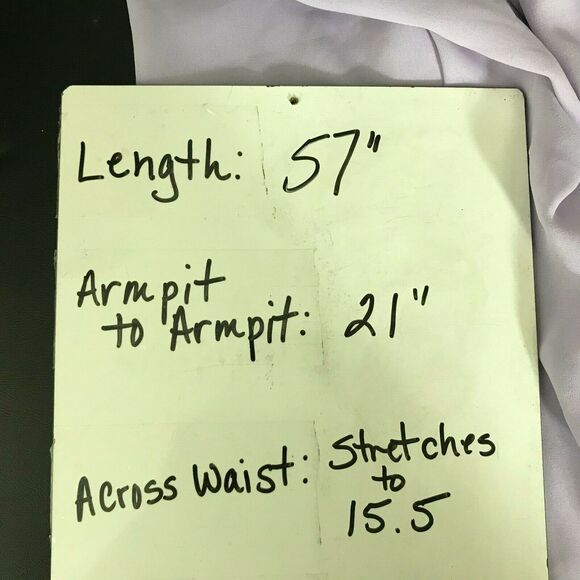 Length: 57"
Armpit
to Armpit: 21"
Across Waist: Stretches
to
15.5